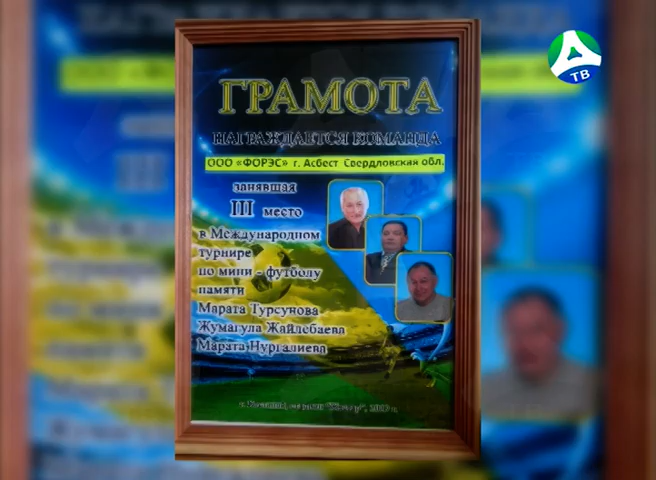 ТВ
ГРАМОТА
НАГРАЖДАЕТСЯ КОМАНДА
ООО «ФОРЭС» г. Асбест Свердловская обл.
занявшая
III место
в Международном
турнире
по мини - футболу
памяти
Марата Турсунова
Жумагула Жайлебаева
Марата Нургалиева